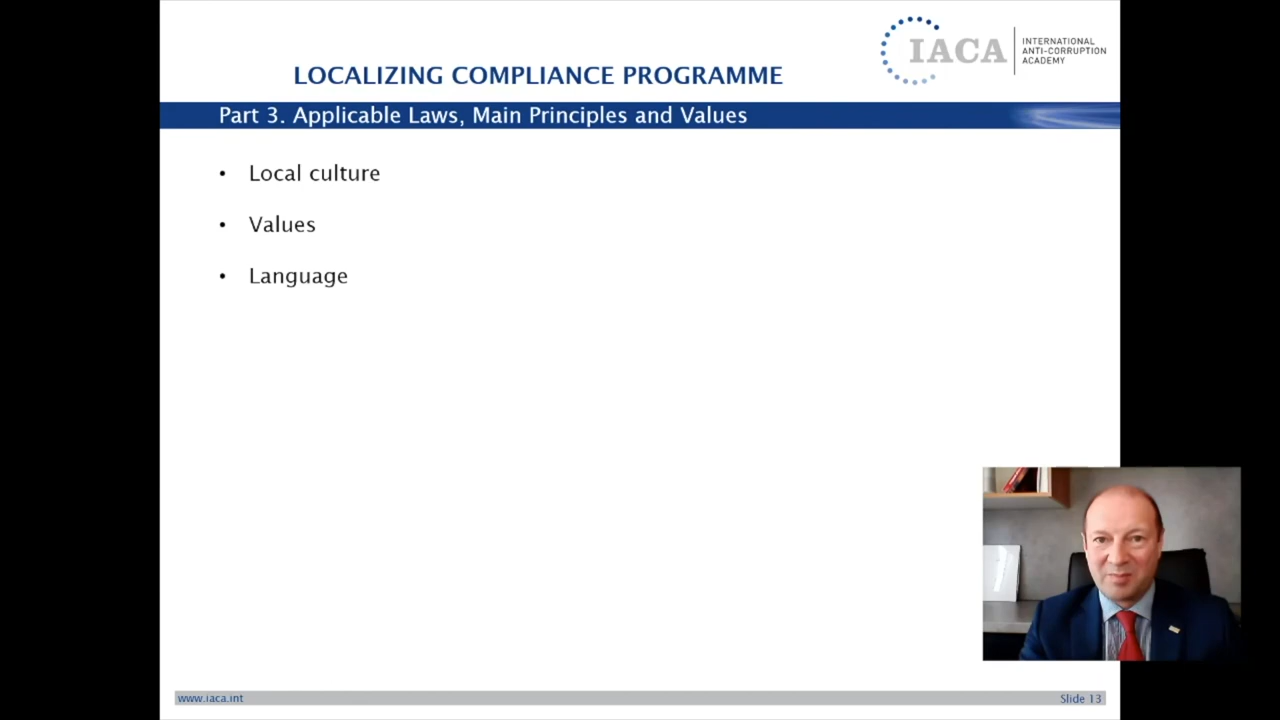 IACA
INTERNATIONAL
ANTI-CORRUPTION
ACADEMY
LOCALIZING COMPLIANCE PROGRAMME
Part 3. Applicable Laws, Main Principles and Values
• Local culture
• Values
• Language
www.iaca.int
Slide 13